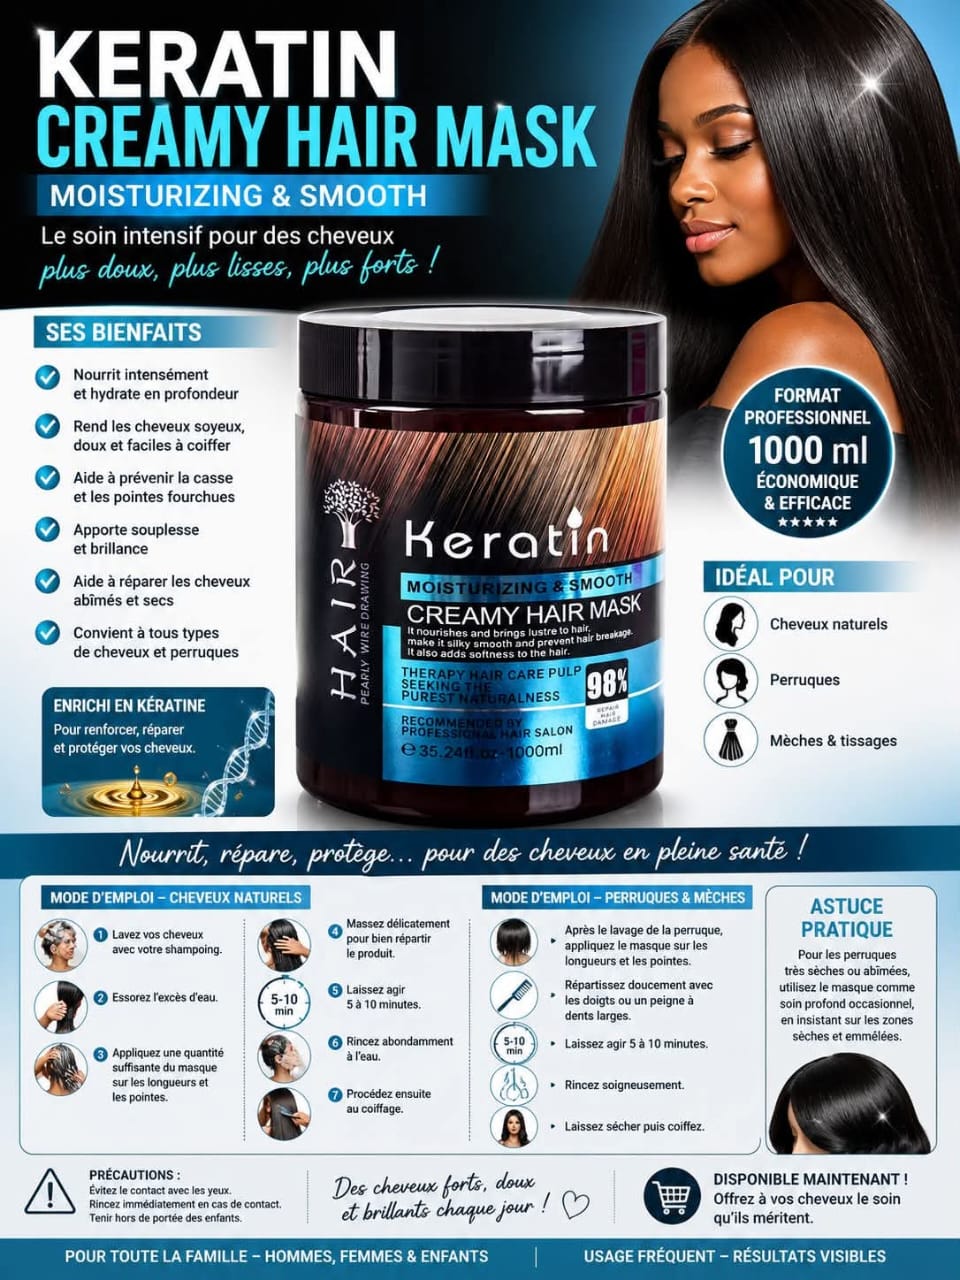 KERATIN
CREAMY HAIR MASK
MOISTURIZING & SMOOTH
Le soin intensif pour des cheveux
plus doux, plus lisses, plus forts !
SES BIENFAITS
Nourrit intensément
et hydrate en profondeur
Rend les cheveux soyeux,
doux et faciles à coiffer
Aide à prévenir la casse
et les pointes fourchues
Apporte souplesse
et brillance
Aide à réparer les cheveux
abîmés et secs
Convient à tous types
de cheveux et perruques
ENRICHI EN KÉRATINE
Pour renforcer, réparer
et protéger vos cheveux.
HAIR
PEARLY WIRE DRAWING
Keratin
MOISTURIZING & SMOOTH
CREAMY HAIR MASK
It nourishes and brings lustre to hair,
make it silky smooth and prevent hair breakage.
It also adds softness to the hair.
THERAPY HAIR CARE PULP
SEEKING THE
PUREST NATURALNESS
98%
REPAIR
HAIR
DAMAGE
RECOMMENDED BY
PROFESSIONAL HAIR SALON
℮ 35.24fl.oz-1000ml
FORMAT
PROFESSIONNEL
1000 ml
ÉCONOMIQUE
& EFFICACE
★★★★★
IDÉAL POUR
Cheveux naturels
Perruques
Mèches & tissages
Nourrit, répare, protège... pour des cheveux en pleine santé !
MODE D'EMPLOI – CHEVEUX NATURELS
1 Lavez vos cheveux
avec votre shampoing.
2 Essorez l'excès d'eau.
3 Appliquez une quantité
suffisante du masque
sur les longueurs et
les pointes.
4 Massez délicatement
pour bien répartir
le produit.
5-10
min
5 Laissez agir
5 à 10 minutes.
6 Rincez abondamment
à l'eau.
7 Procédez ensuite
au coiffage.
MODE D'EMPLOI – PERRUQUES & MÈCHES
Après le lavage de la perruque,
appliquez le masque sur les
longueurs et les pointes.
Répartissez doucement avec
les doigts ou un peigne à
dents larges.
5-10
min
Laissez agir 5 à 10 minutes.
Rincez soigneusement.
Laissez sécher puis coiffez.
ASTUCE
PRATIQUE
Pour les perruques
très sèches ou abîmées,
utilisez le masque comme
soin profond occasionnel,
en insistant sur les zones
sèches et emmêlées.
PRÉCAUTIONS :
Évitez le contact avec les yeux.
Rincez immédiatement en cas de contact.
Tenir hors de portée des enfants.
Des cheveux forts, doux
et brillants chaque jour !
DISPONIBLE MAINTENANT !
Offrez à vos cheveux le soin
qu'ils méritent.
POUR TOUTE LA FAMILLE – HOMMES, FEMMES & ENFANTS
USAGE FRÉQUENT – RÉSULTATS VISIBLES